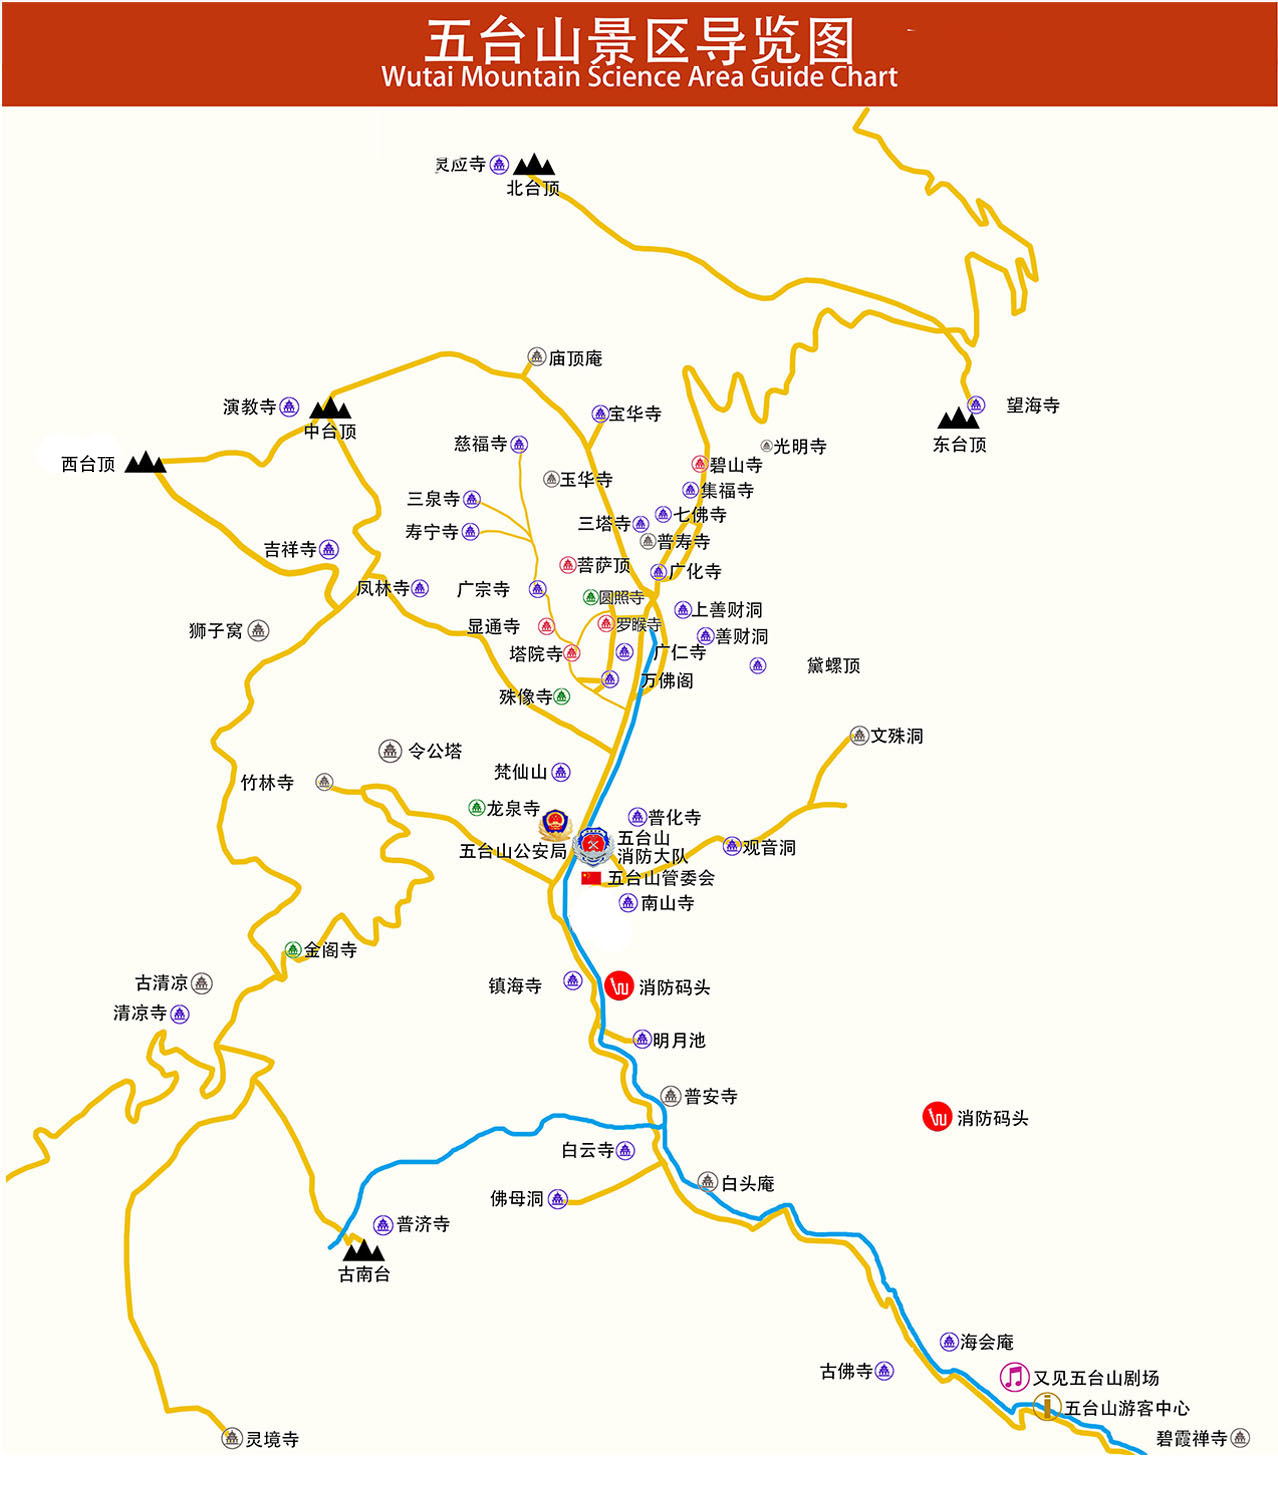 五台山景区导览图
Wutai Mountain Science Area Guide Chart
灵应寺
北台顶
庙顶庵
演教寺
中台顶
宝华寺
望海寺
东台顶
慈福寺
光明寺
西台顶
碧山寺
玉华寺
集福寺
三泉寺
七佛寺
三塔寺
寿宁寺
普寿寺
吉祥寺
菩萨顶
广化寺
凤林寺
广宗寺
圆照寺
上善财洞
显通寺
罗睺寺
狮子窝
善财洞
塔院寺
广仁寺
黛螺顶
万佛阁
殊像寺
文殊洞
令公塔
梵仙山
竹林寺
龙泉寺
普化寺
五台山
消防大队
五台山公安局
观音洞
五台山管委会
南山寺
金阁寺
古清凉
镇海寺
消防码头
清凉寺
明月池
普安寺
消防码头
白云寺
白头庵
佛母洞
普济寺
古南台
海会庵
古佛寺
又见五台山剧场
五台山游客中心
灵境寺
碧霞禅寺